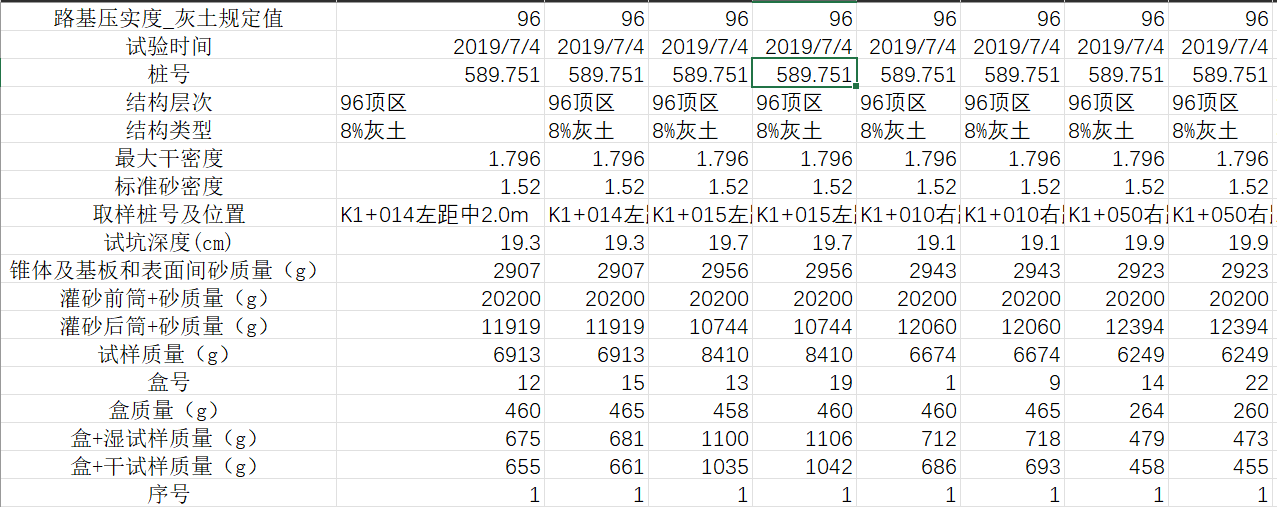 路基压实度_灰土规定值 96 96 96 96 96 96 96 96
试验时间 2019/7/4 2019/7/4 2019/7/4 2019/7/4 2019/7/4 2019/7/4 2019/7/4 2019/7/4
桩号 589.751 589.751 589.751 589.751 589.751 589.751 589.751 589.751
结构层次 96顶区 96顶区 96顶区 96顶区 96顶区 96顶区 96顶区 96顶区
结构类型 8%灰土 8%灰土 8%灰土 8%灰土 8%灰土 8%灰土 8%灰土 8%灰土
最大干密度 1.796 1.796 1.796 1.796 1.796 1.796 1.796 1.796
标准砂密度 1.52 1.52 1.52 1.52 1.52 1.52 1.52 1.52
取样桩号及位置 K1+014左距中2.0m K1+014左 K1+015左 K1+015左 K1+010右 K1+010右 K1+050右 K1+050右
试坑深度(cm) 19.3 19.3 19.7 19.7 19.1 19.1 19.9 19.9
锥体及基板和表面间砂质量（g） 2907 2907 2956 2956 2943 2943 2923 2923
灌砂前筒+砂质量（g） 20200 20200 20200 20200 20200 20200 20200 20200
灌砂后筒+砂质量（g） 11919 11919 10744 10744 12060 12060 12394 12394
试样质量（g） 6913 6913 8410 8410 6674 6674 6249 6249
盒号 12 15 13 19 1 9 14 22
盒质量（g） 460 465 458 460 460 465 264 260
盒+湿试样质量（g） 675 681 1100 1106 712 718 479 473
盒+干试样质量（g） 655 661 1035 1042 686 693 458 455
序号 1 1 1 1 1 1 1 1